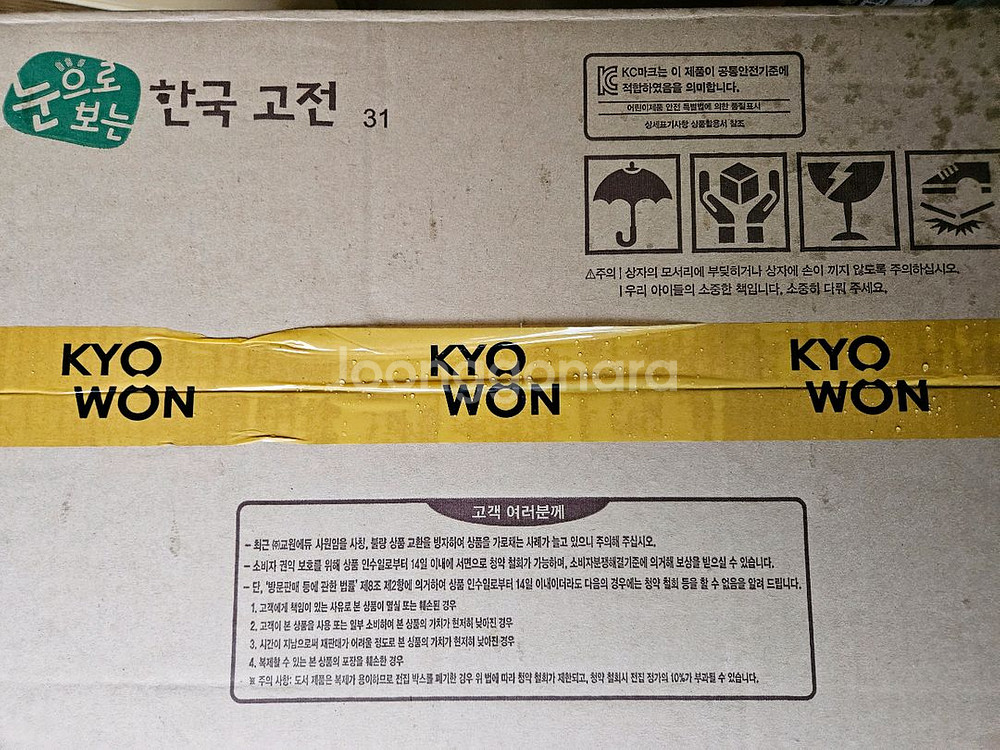 눈으로
보는
한국 고전 31
KC마크는 이 제품이 공통안전기준에
적합하였음을 의미합니다.
어린이제품 안전 특별법에 의한 품질표시
상세표기사항 상품활용서 참조
⚠주의 | 상자의 모서리에 부딪히거나 상자에 손이 끼지 않도록 주의하십시오.
| 우리 아이들의 소중한 책입니다. 소중히 다뤄 주세요.
KYO KYO KYO
WON WON WON
joonggonara
고객 여러분께
- 최근 ㈜교원에듀 사원임을 사칭, 불량 상품 교환을 빙자하여 상품을 가로채는 사례가 늘고 있으니 주의해 주십시오.
- 소비자 권익 보호를 위해 상품 인수일로부터 14일 이내에 서면으로 청약 철회가 가능하며, 소비자분쟁해결기준에 의거해 보상을 받으실 수 있습니다.
- 단, '방문판매 등에 관한 법률' 제8조 제2항에 의거하여 상품 인수일로부터 14일 이내이더라도 다음의 경우에는 청약 철회 등을 할 수 없음을 알려 드립니다.
1. 고객에게 책임이 있는 사유로 본 상품이 멸실 또는 훼손된 경우
2. 고객이 본 상품을 사용 또는 일부 소비하여 본 상품의 가치가 현저히 낮아진 경우
3. 시간이 지남으로써 재판매가 어려울 정도로 본 상품의 가치가 현저히 낮아진 경우
4. 복제할 수 있는 본 상품의 포장을 훼손한 경우
※ 주의 사항: 도서 제품은 복제가 용이하므로 전집 박스를 폐기한 경우 위 법에 따라 청약 철회가 제한되고, 청약 철회시 전집 정가의 10%가 부과될 수 있습니다.